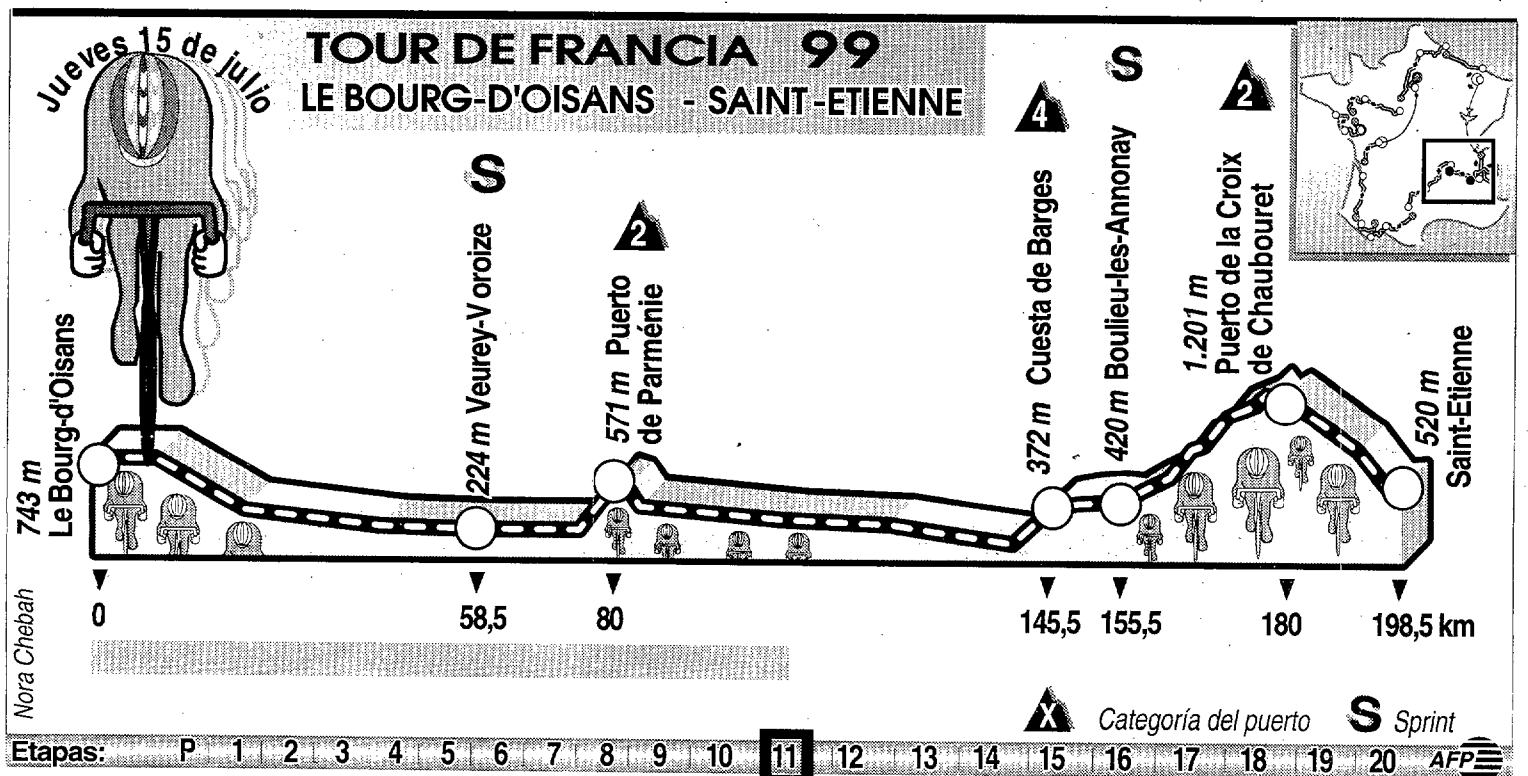 Jueves 15 de julio
TOUR DE FRANCIA 99
LE BOURG-D'OISANS - SAINT-ETIENNE
743 m
Le Bourg-d'Oisans
S
224 m Veurey-Voroize
2
571 m Puerto
de Parménie
4
372 m Cuesta de Barges
S
420 m Boulieu-les-Annonay
2
1.201 m
Puerto de la Croix
de Chaubouret
520 m
Saint-Etienne
0 58,5 80 145,5 155,5 180 198,5 km
Nora Chebah
X Categoría del puerto S Sprint
Etapas: P 1 2 3 4 5 6 7 8 9 10 11 12 13 14 15 16 17 18 19 20 AFP